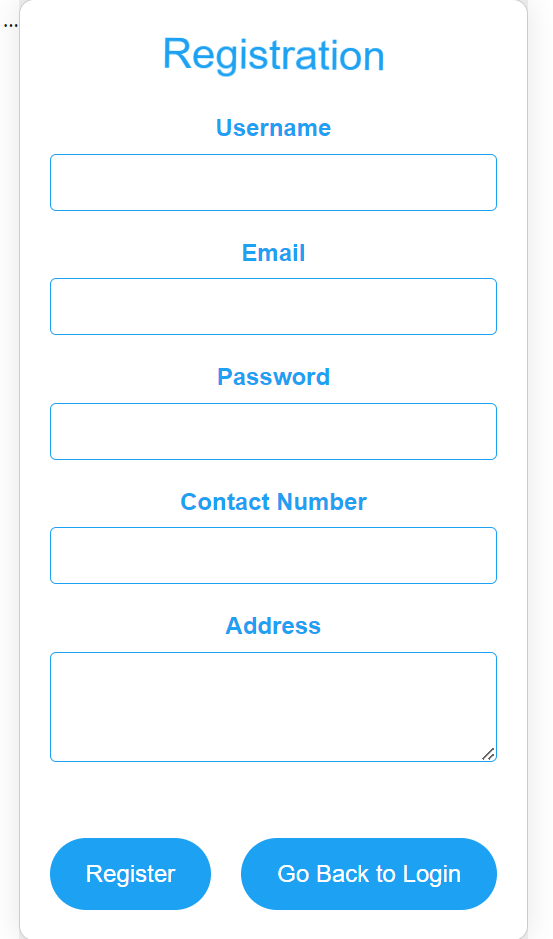 ...
Registration
Username
Email
Password
Contact Number
Address
Register
Go Back to Login